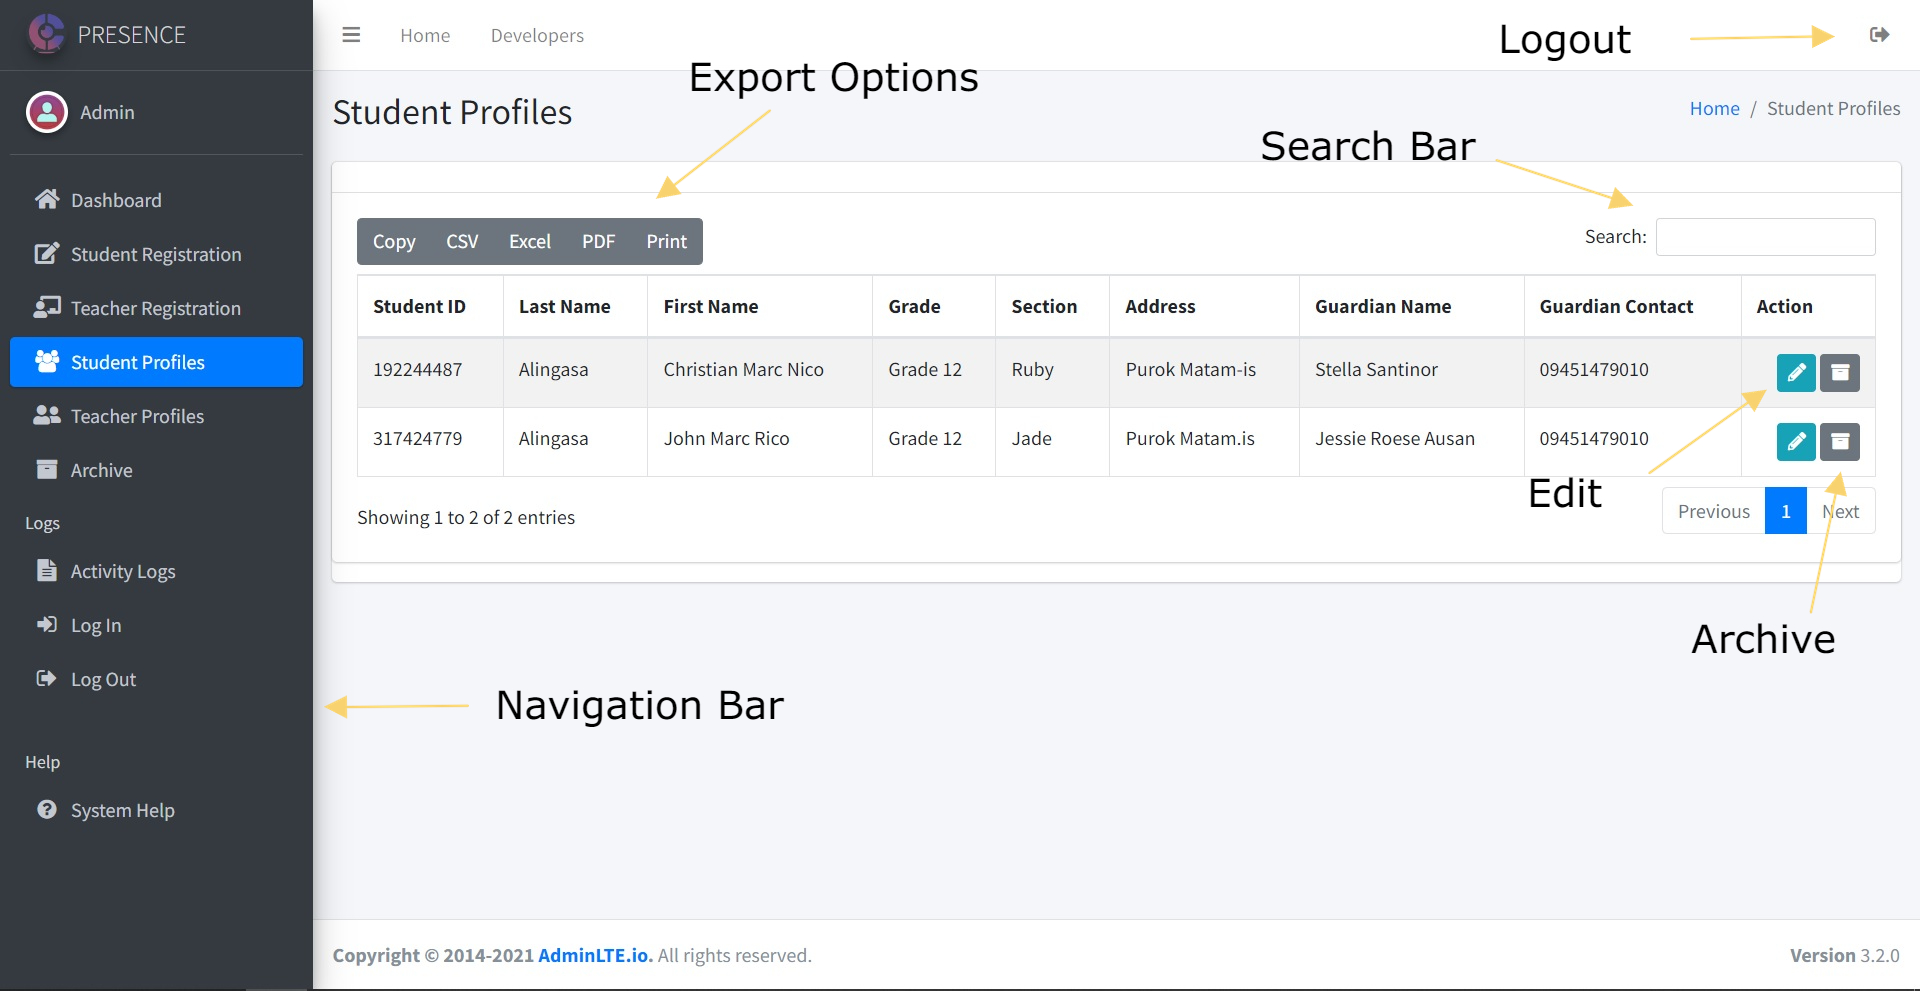 PRESENCE
Home Developers
Logout
Export Options
Admin
Student Profiles
Home / Student Profiles
Search Bar
Dashboard
Student Registration
Teacher Registration
Student Profiles
Teacher Profiles
Archive
Logs
Activity Logs
Log In
Log Out
Help
System Help
Copy CSV Excel PDF Print
Search:
Student ID Last Name First Name Grade Section Address Guardian Name Guardian Contact Action
192244487 Alingasa Christian Marc Nico Grade 12 Ruby Purok Matam-is Stella Santinor 09451479010
317424779 Alingasa John Marc Rico Grade 12 Jade Purok Matam.is Jessie Roese Ausan 09451479010
Edit
Showing 1 to 2 of 2 entries
Previous 1 Next
Archive
Navigation Bar
Copyright © 2014-2021 AdminLTE.io. All rights reserved.
Version 3.2.0